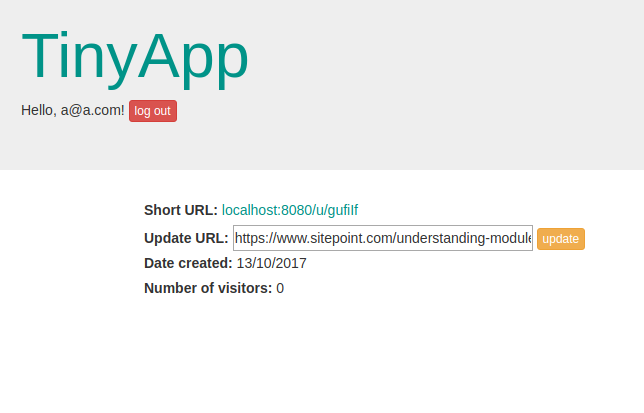 TinyApp
Hello, a@a.com! log out
Short URL: localhost:8080/u/gufiIf
Update URL: https://www.sitepoint.com/understanding-module update
Date created: 13/10/2017
Number of visitors: 0